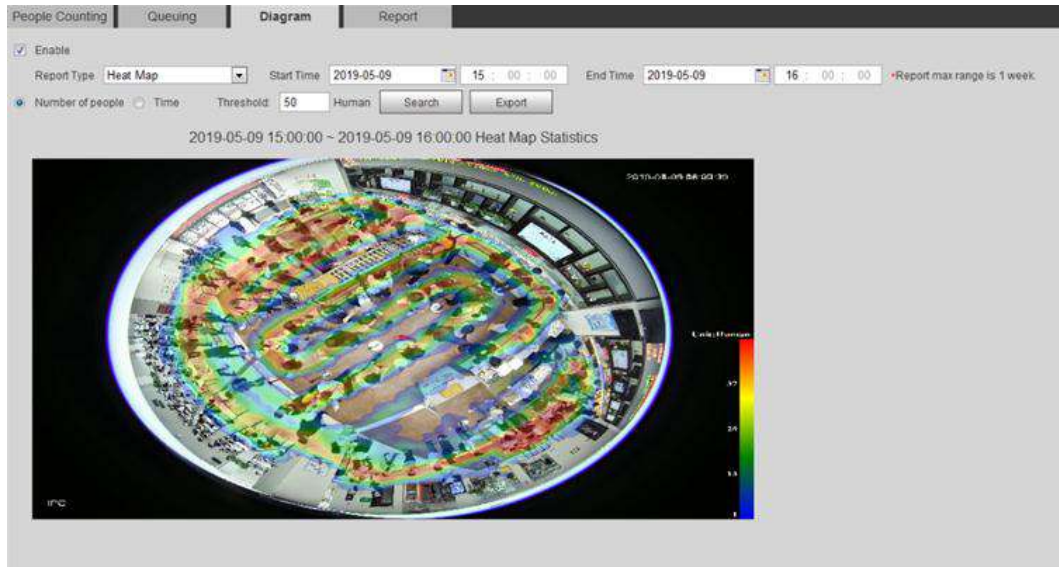 People Counting Queuing Diagram Report
Enable
Report Type Heat Map Start Time 2019-05-09 15 : 00 : 00 End Time 2019-05-09 16 : 00 : 00 *Report max range is 1 week.
Number of people Time Threshold: 50 Human Search Export
2019-05-09 15:00:00 ~ 2019-05-09 16:00:00 Heat Map Statistics
Unit:Human
IPC